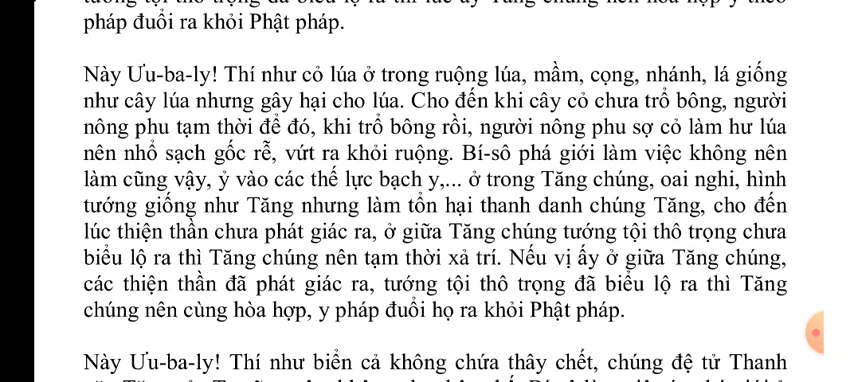 pháp đuổi ra khỏi Phật pháp.
Này Ưu-ba-ly! Thí như cỏ lúa ở trong ruộng lúa, mầm, cọng, nhánh, lá giống
như cây lúa nhưng gây hại cho lúa. Cho đến khi cây cỏ chưa trổ bông, người
nông phu tạm thời để đó, khi trổ bông rồi, người nông phu sợ cỏ làm hư lúa
nên nhổ sạch gốc rễ, vứt ra khỏi ruộng. Bí-sô phá giới làm việc không nên
làm cũng vậy, ỷ vào các thế lực bạch y,... ở trong Tăng chúng, oai nghi, hình
tướng giống như Tăng nhưng làm tổn hại thanh danh chúng Tăng, cho đến
lúc thiện thần chưa phát giác ra, ở giữa Tăng chúng tướng tội thô trọng chưa
biểu lộ ra thì Tăng chúng nên tạm thời xả trí. Nếu vị ấy ở giữa Tăng chúng,
các thiện thần đã phát giác ra, tướng tội thô trọng đã biểu lộ ra thì Tăng
chúng nên cùng hòa hợp, y pháp đuổi họ ra khỏi Phật pháp.
Này Ưu-ba-ly! Thí như biển cả không chứa thây chết, chúng đệ tử Thanh